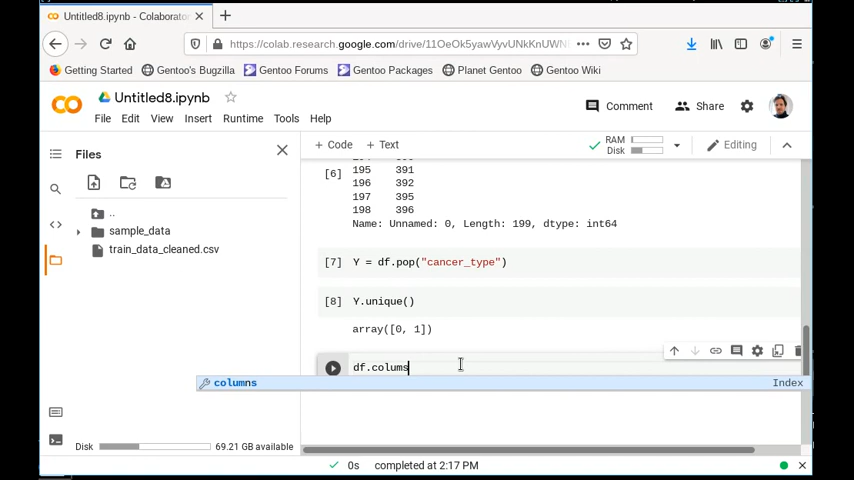 Untitled8.ipynb - Colaborator
https://colab.research.google.com/drive/11OeOk5yawVyvUNkKnUWN
Getting Started Gentoo's Bugzilla Gentoo Forums Gentoo Packages Planet Gentoo Gentoo Wiki
Untitled8.ipynb
Comment Share
File Edit View Insert Runtime Tools Help
+ Code + Text
RAM
Disk
Editing
Files
..
sample_data
train_data_cleaned.csv
Disk 69.21 GB available
[6]
195 391
196 392
197 395
198 396
Name: Unnamed: 0, Length: 199, dtype: int64
[7] Y = df.pop("cancer_type")
[8] Y.unique()
array([0, 1])
df.colums
columns Index
0s completed at 2:17 PM